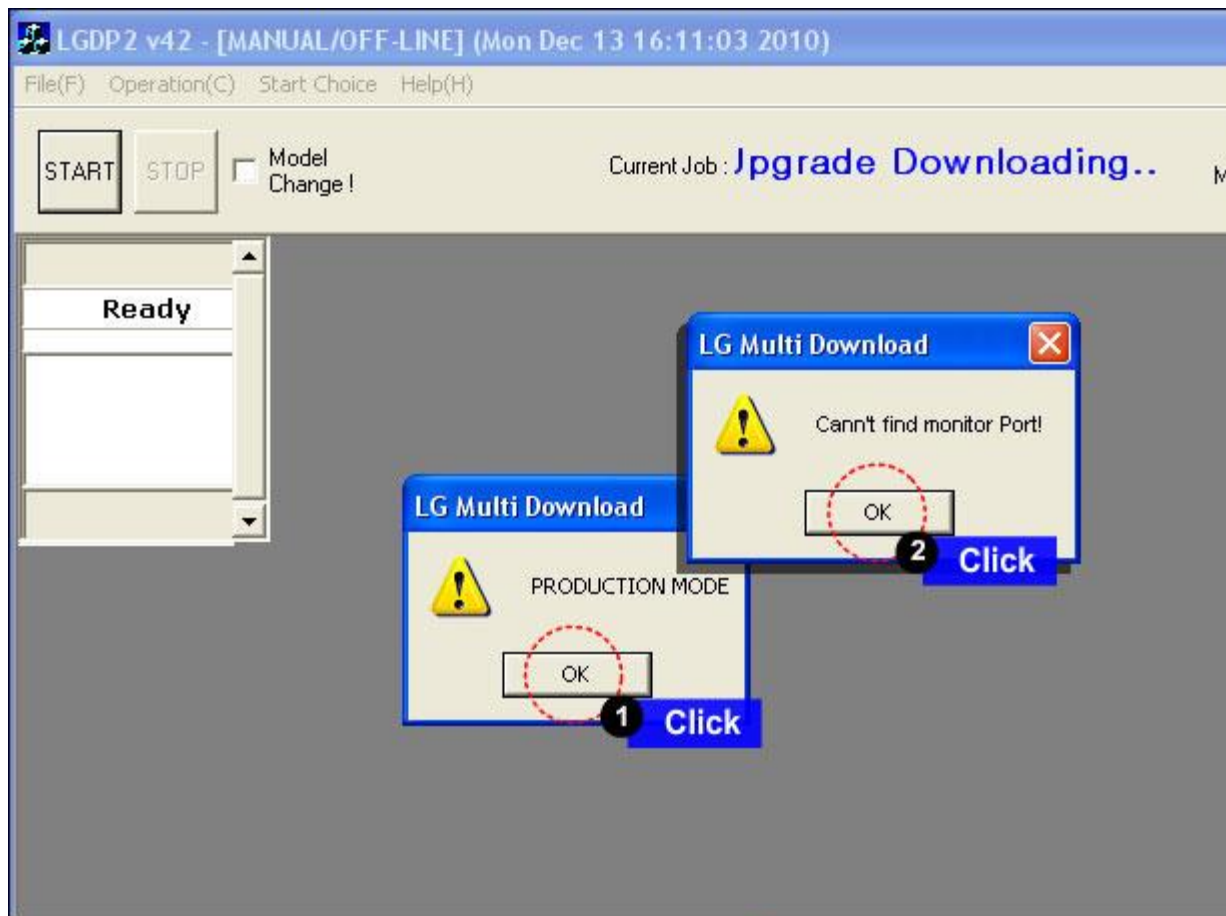 LGDP2 v42 - [MANUAL/OFF-LINE] (Mon Dec 13 16:11:03 2010)
File(F) Operation(C) Start Choice Help(H)
START STOP Model
Change !
Current Job : Jpgrade Downloading..
M
Ready
LG Multi Download
Cann't find monitor Port!
OK
2 Click
LG Multi Download
PRODUCTION MODE
OK
1 Click